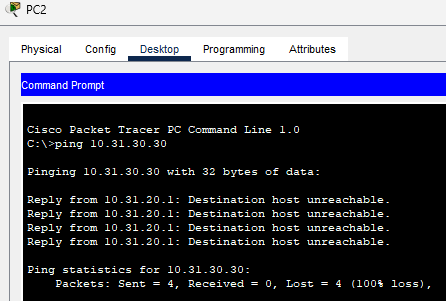 PC2
Physical Config Desktop Programming Attributes
Command Prompt
Cisco Packet Tracer PC Command Line 1.0
C:\>ping 10.31.30.30
Pinging 10.31.30.30 with 32 bytes of data:
Reply from 10.31.20.1: Destination host unreachable.
Reply from 10.31.20.1: Destination host unreachable.
Reply from 10.31.20.1: Destination host unreachable.
Reply from 10.31.20.1: Destination host unreachable.
Ping statistics for 10.31.30.30:
Packets: Sent = 4, Received = 0, Lost = 4 (100% loss),